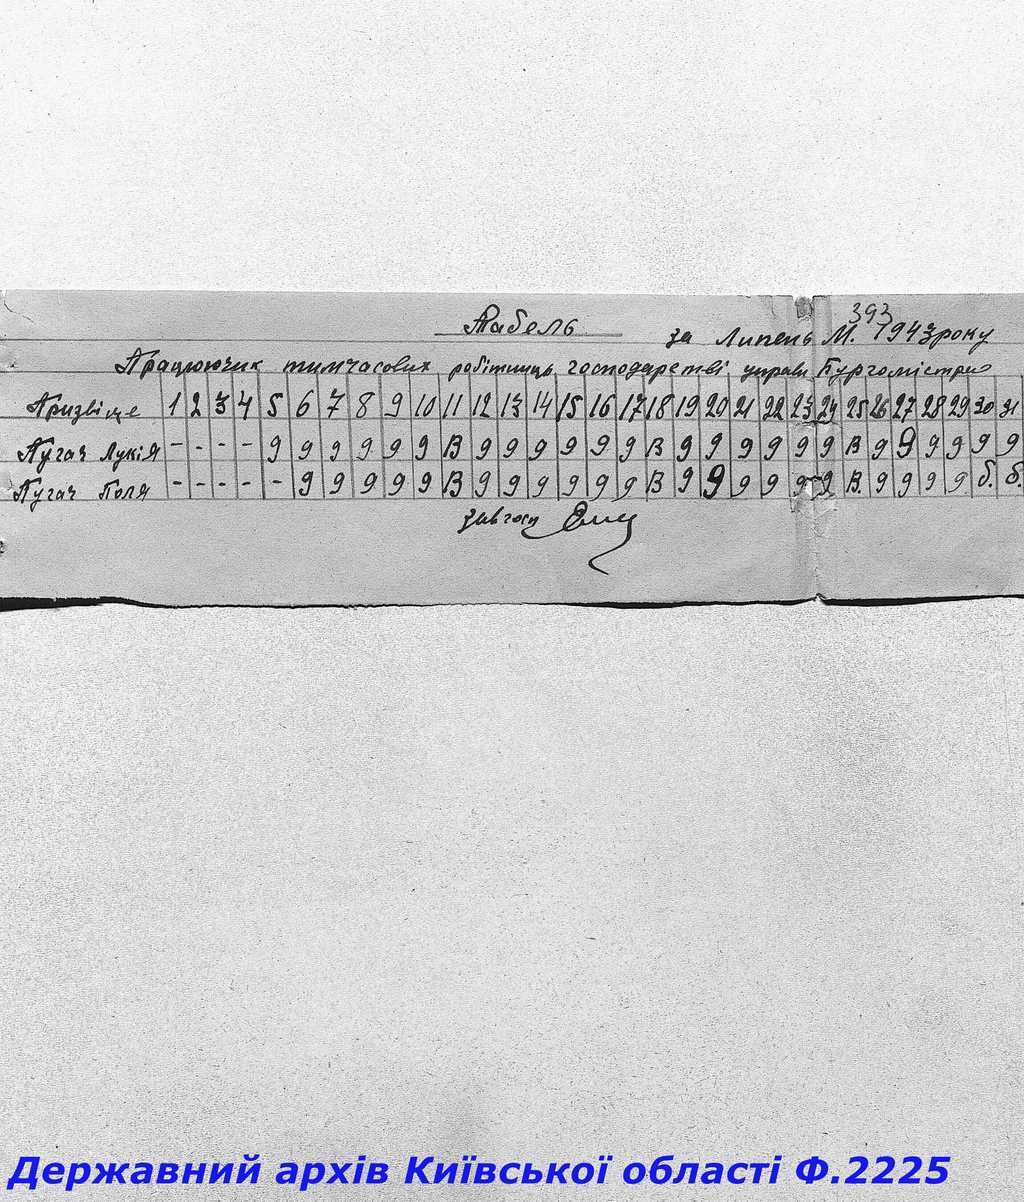 393
Табель
за Липень М. 1943 року
Працюючих тимчасових робітниць господарстві управи Бургомістрів
Призвіще 1 2 3 4 5 6 7 8 9 10 11 12 13 14 15 16 17 18 19 20 21 22 23 24 25 26 27 28 29 30 31
Пугач Лукія - - - - 9 9 9 9 9 9 В 9 9 9 9 9 9 В 9 9 9 9 9 9 В 9 9 9 9 9 9
Пугач Поля - - - - - 9 9 9 9 9 В 9 9 9 9 9 9 В 9 9 9 9 9 9 В. 9 9 9 9 б. б.
завгосп
Державний архів Київської області Ф.2225